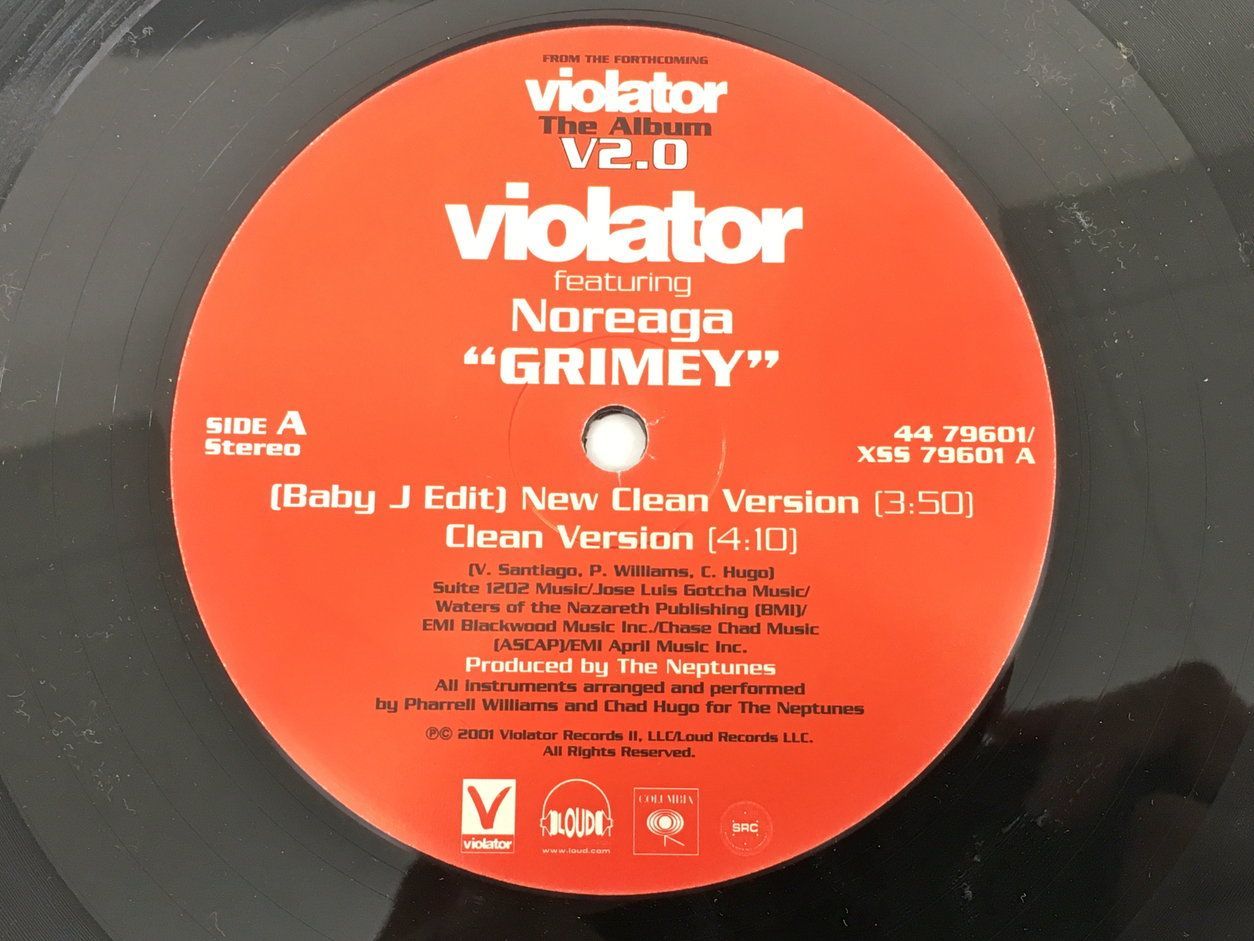 FROM THE FORTHCOMING
violator
The Album
V2.0
violator
featuring
Noreaga
“GRIMEY”
SIDE A
Stereo
44 79601/
XSS 79601 A
(Baby J Edit) New Clean Version (3:50)
Clean Version (4:10)
(V. Santiago, P. Williams, C. Hugo)
Suite 1202 Music/Jose Luis Gotcha Music/
Waters of the Nazareth Publishing (BMI)/
EMI Blackwood Music Inc./Chase Chad Music
(ASCAP)/EMI April Music Inc.
Produced by The Neptunes
All instruments arranged and performed
by Pharrell Williams and Chad Hugo for The Neptunes
℗© 2001 Violator Records II, LLC/Loud Records LLC.
All Rights Reserved.
V
violator
LOUD
www.loud.com
COLUMBIA
R
SRC